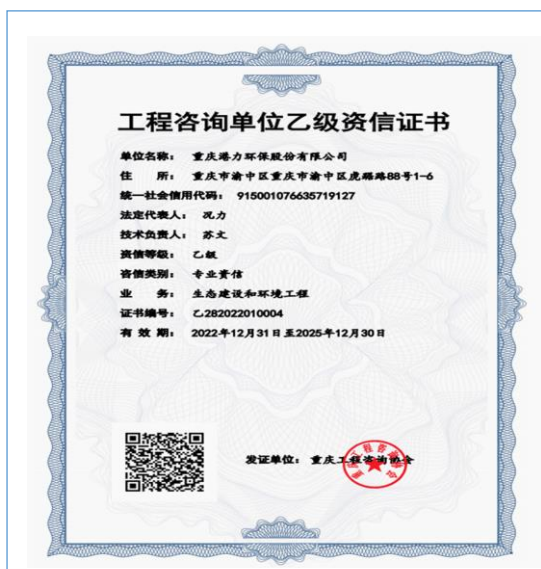 工程咨询单位乙级资信证书
单位名称： 重庆港力环保股份有限公司
住　　所： 重庆市渝中区重庆市渝中区虎踞路88号1-6
统一社会信用代码： 915001076635719127
法定代表人： 况力
技术负责人： 苏文
资信等级： 乙级
咨信类别： 专业资信
业　　务： 生态建设和环境工程
证书编号： 乙282022010004
有 效 期： 2022年12月31日至2025年12月30日
发证单位： 重庆工程咨询协会